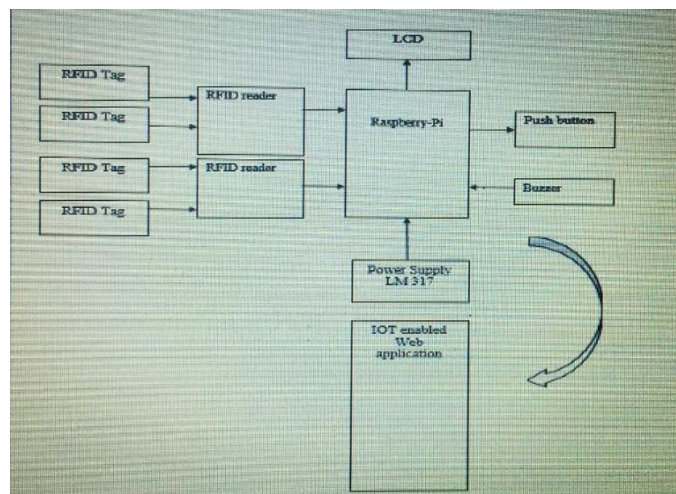 LCD
RFID Tag
RFID reader
RFID Tag
Raspberry-Pi
Push button
RFID Tag
RFID reader
Buzzer
RFID Tag
Power Supply
LM 317
IOT enabled
Web
application